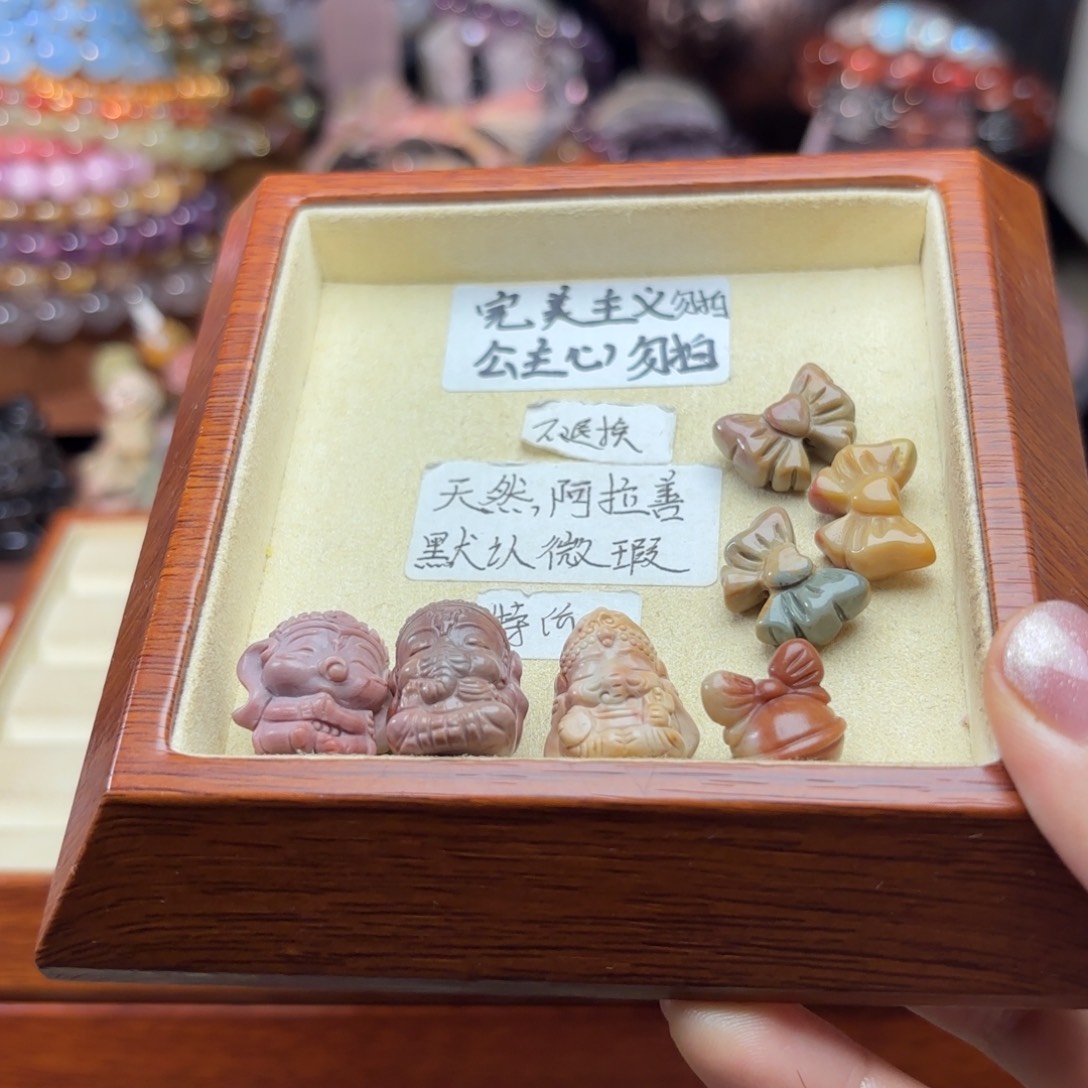 完美主义勿拍
公主心勿拍
不退换
天然,阿拉善
默认微瑕
特价